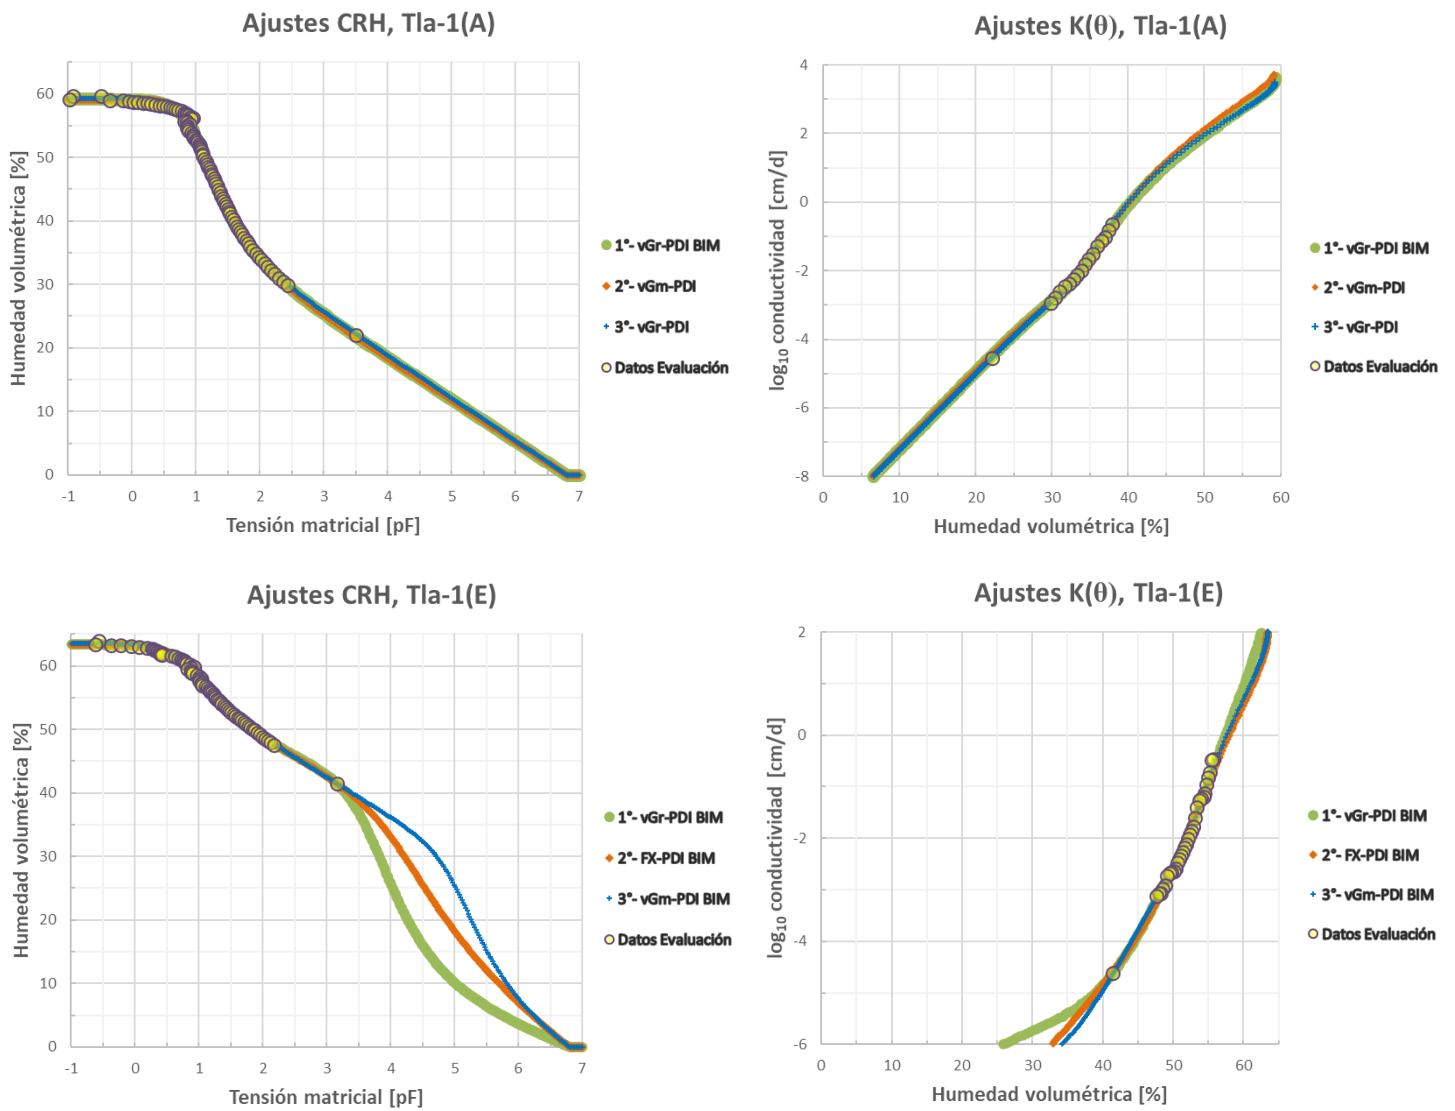 Ajustes CRH, Tla-1(A)
Humedad volumétrica [%]
60
50
40
30
20
10
0
-1 0 1 2 3 4 5 6 7
Tensión matricial [pF]
1°- vGr-PDI BIM
2°- vGm-PDI
3°- vGr-PDI
Datos Evaluación
Ajustes K(θ), Tla-1(A)
log10 conductividad [cm/d]
4
2
0
-2
-4
-6
-8
0 10 20 30 40 50 60
Humedad volumétrica [%]
1°- vGr-PDI BIM
2°- vGm-PDI
3°- vGr-PDI
Datos Evaluación
Ajustes CRH, Tla-1(E)
Humedad volumétrica [%]
60
50
40
30
20
10
0
-1 0 1 2 3 4 5 6 7
Tensión matricial [pF]
1°- vGr-PDI BIM
2°- FX-PDI BIM
3°- vGm-PDI BIM
Datos Evaluación
Ajustes K(θ), Tla-1(E)
log10 conductividad [cm/d]
2
0
-2
-4
-6
0 10 20 30 40 50 60
Humedad volumétrica [%]
1°- vGr-PDI BIM
2°- FX-PDI BIM
3°- vGm-PDI BIM
Datos Evaluación